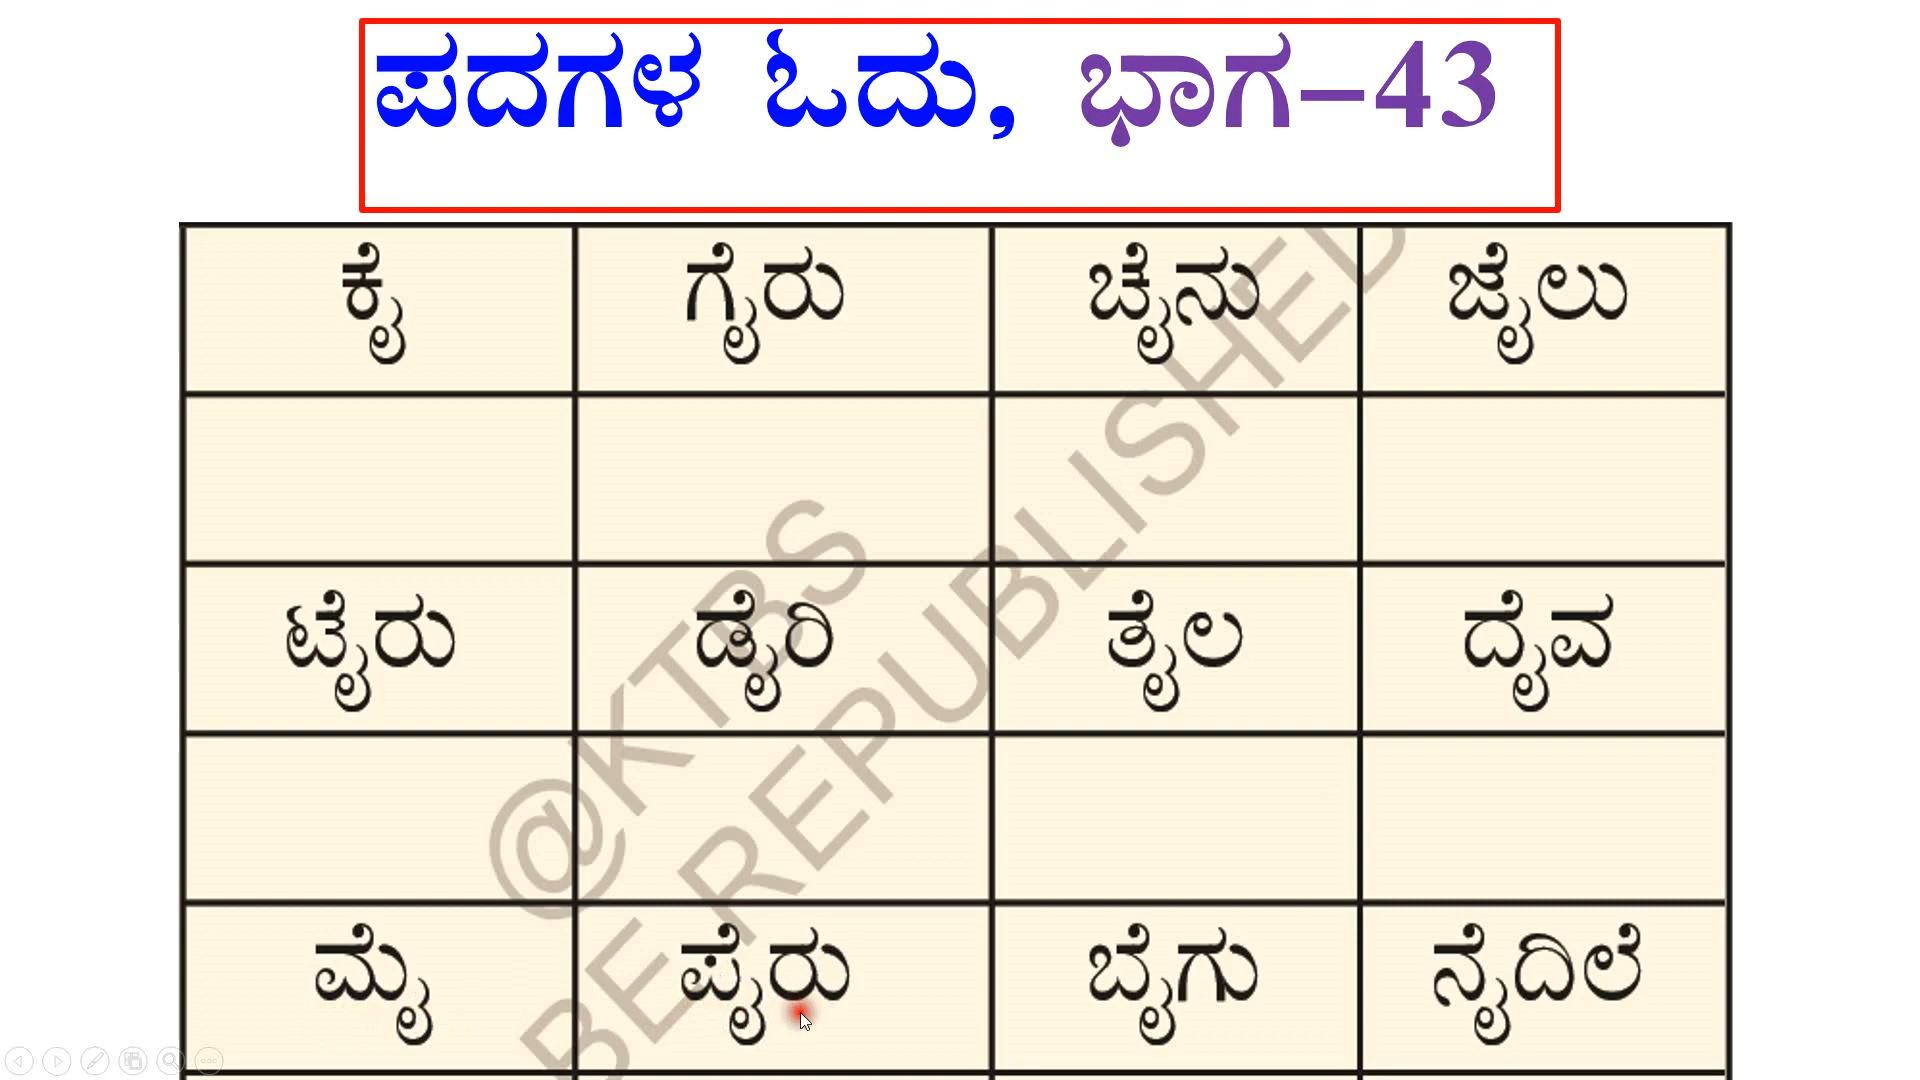 ಪದಗಳ ಓದು, ಭಾಗ-43
ಕೈ ಗೈರು ಚೈನು ಜೈಲು
ಟೈರು ಡೈರಿ ತೈಲ ದೈವ
ಮೈ ಪೈರು ಬೈಗು ನೈದಿಲೆ
@KTBS
BE REPUBLISHED